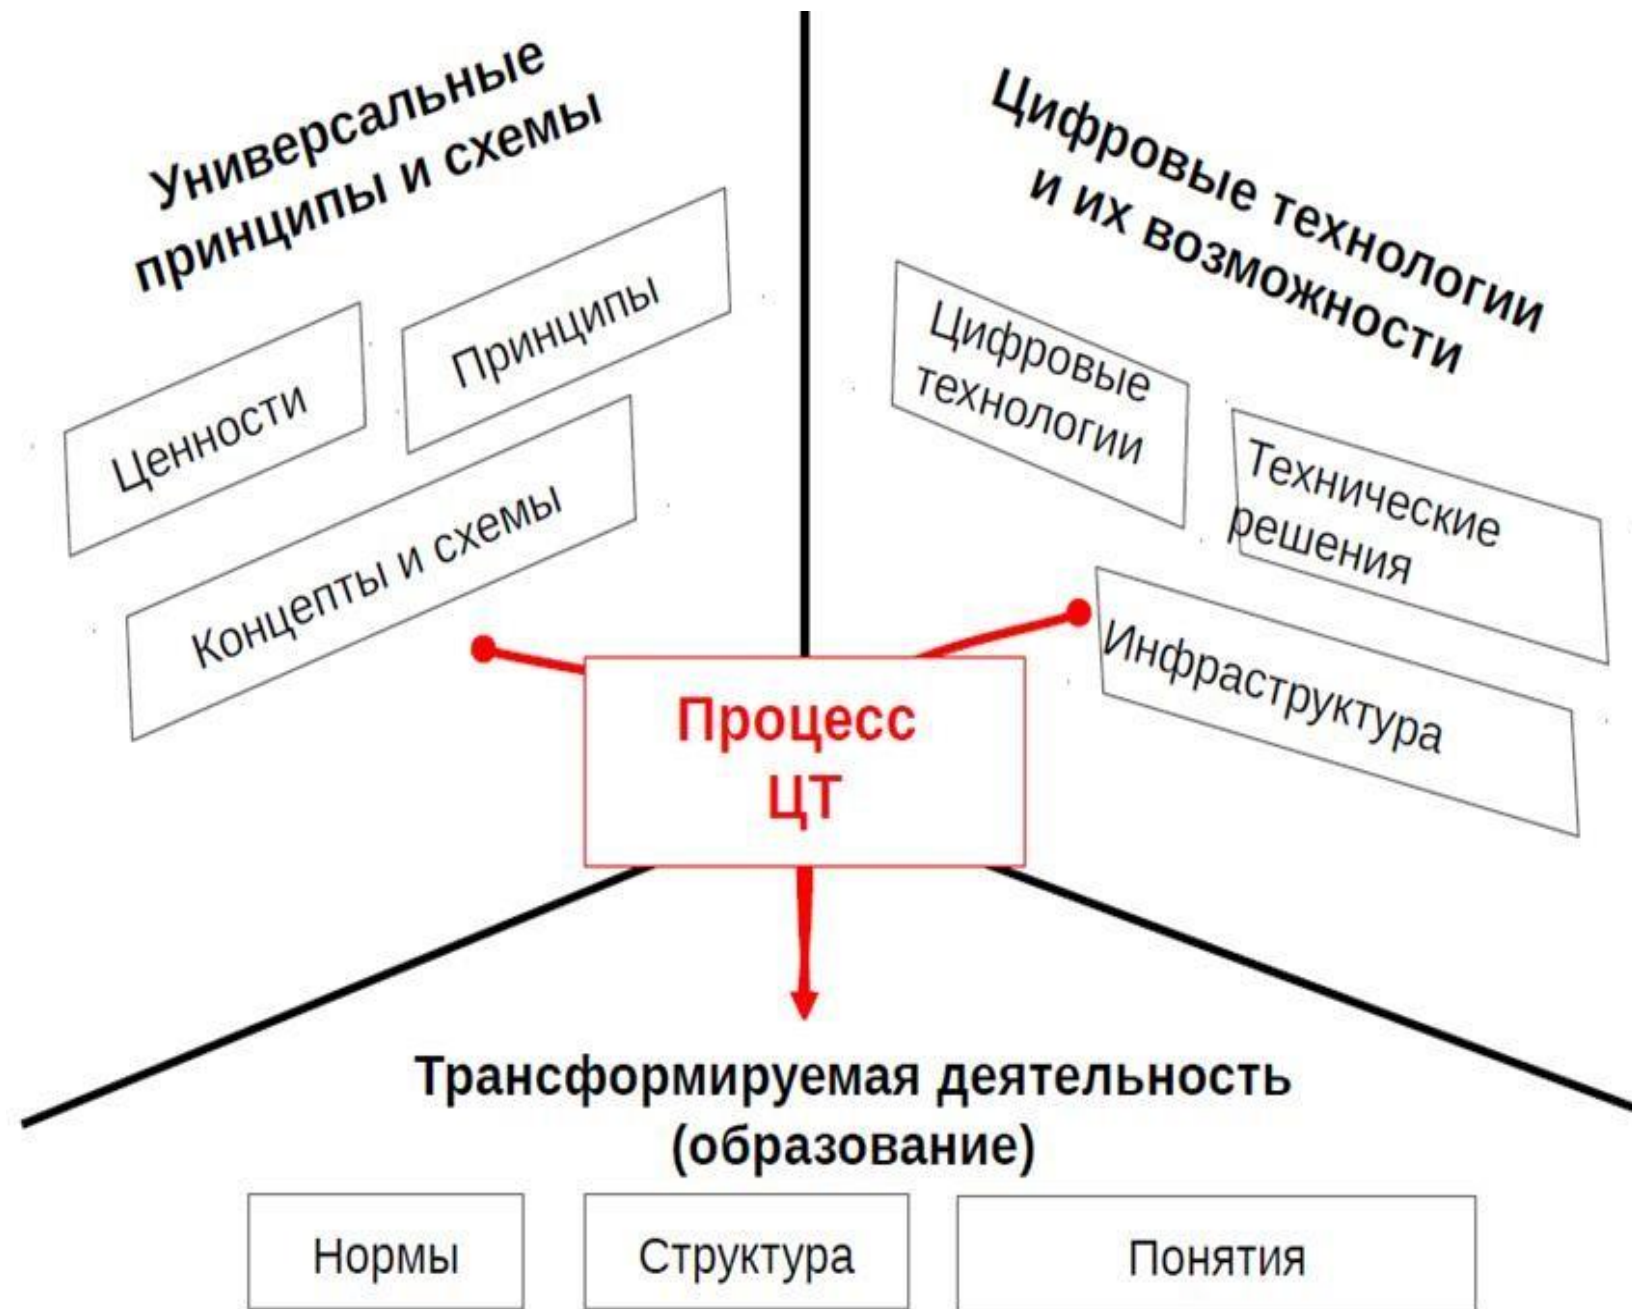 Универсальные
принципы и схемы
Ценности
Принципы
Концепты и схемы
Цифровые технологии
и их возможности
Цифровые
технологии
Технические
решения
Инфраструктура
Процесс
ЦТ
Трансформируемая деятельность
(образование)
Нормы
Структура
Понятия